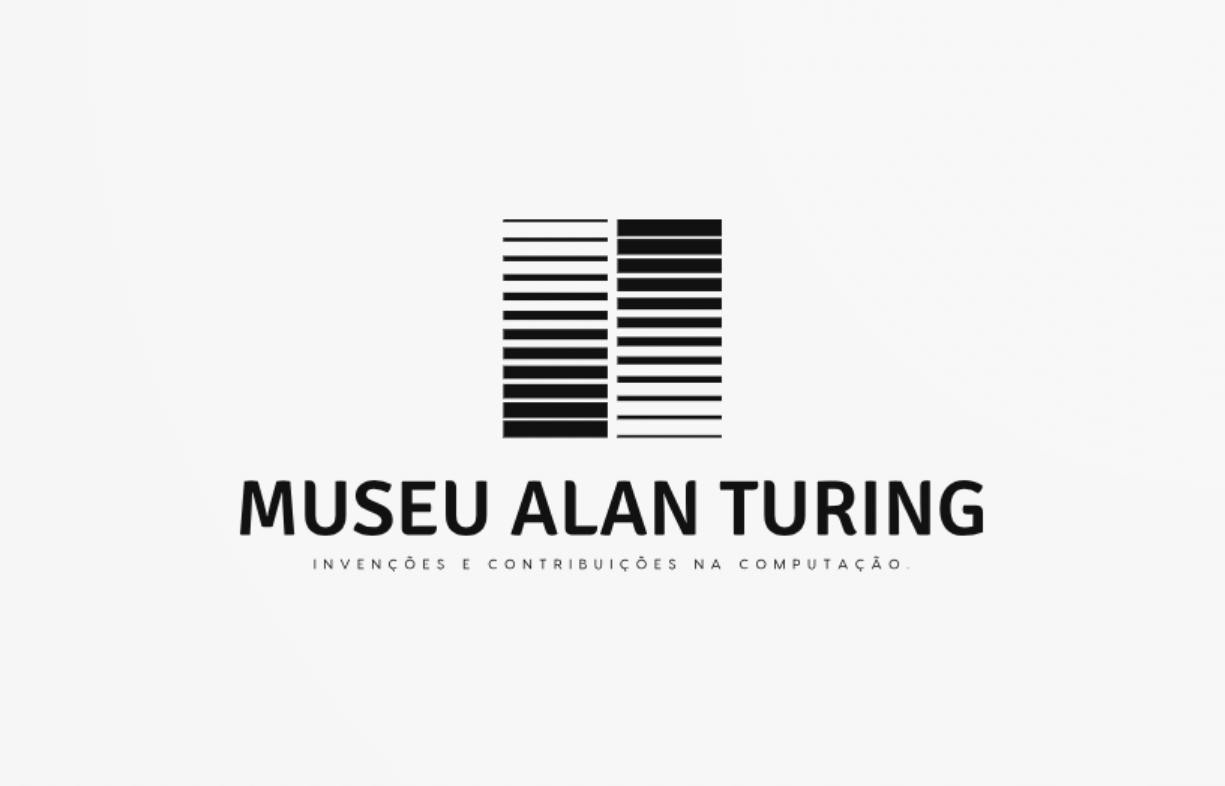 MUSEU ALAN TURING
INVENÇÕES E CONTRIBUIÇÕES NA COMPUTAÇÃO.